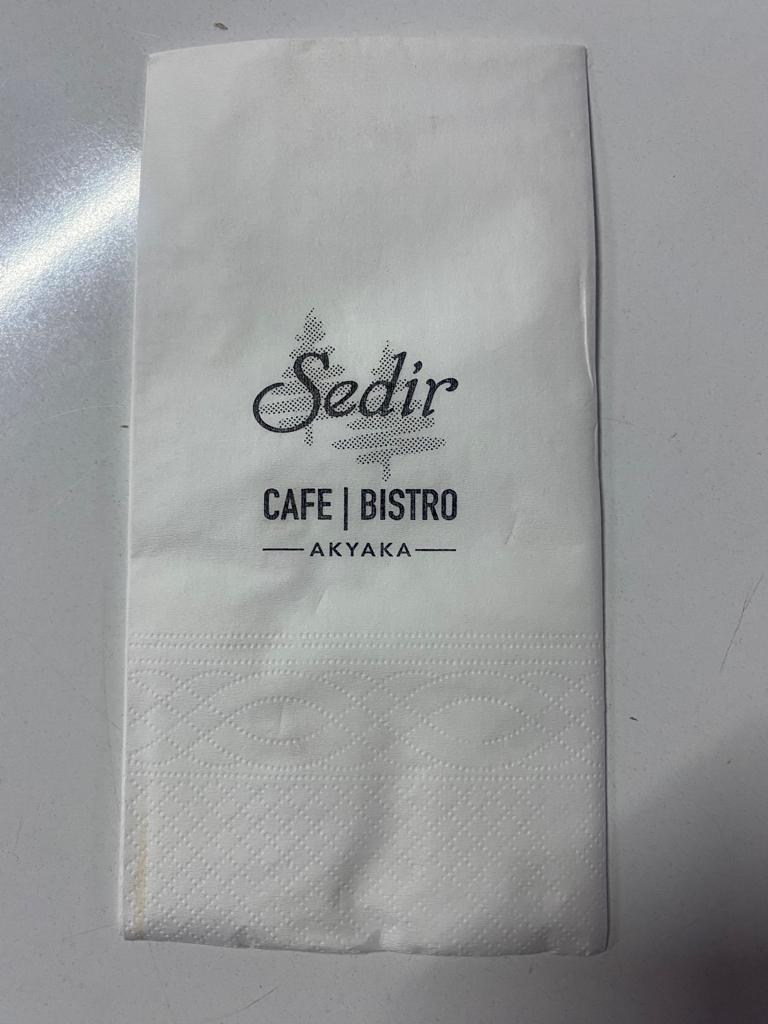 Sedir
CAFE | BISTRO
AKYAKA